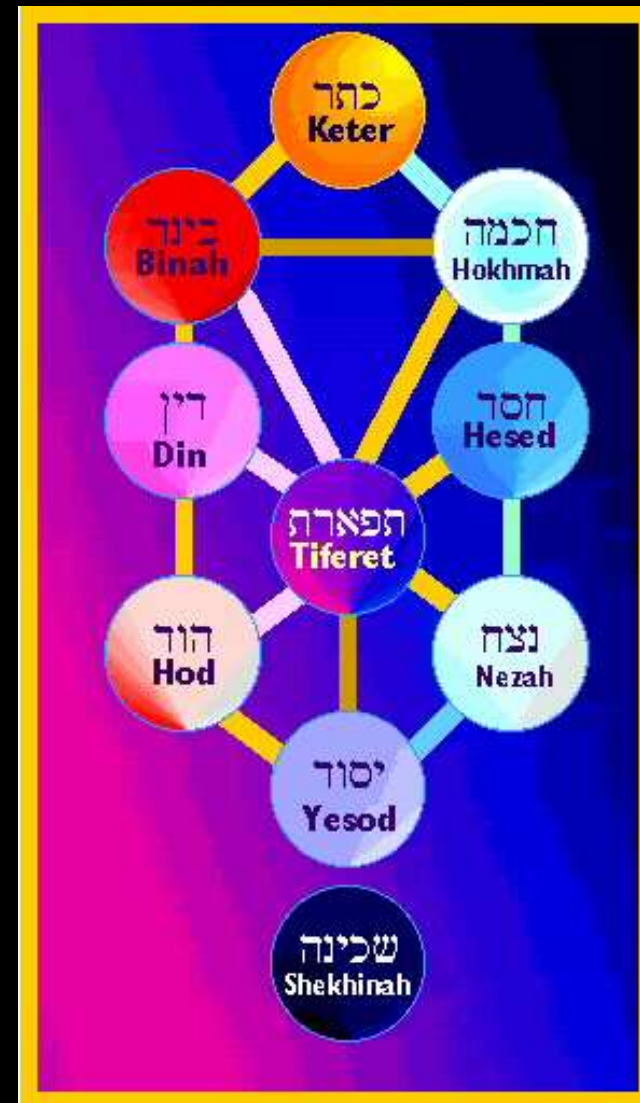 כתר
Keter
Binah
חכמה
Hokhmah
דין
Din
חסד
Hesed
תפארת
Tiferet
הוד
Hod
נצח
Nezah
יסוד
Yesod
שכינה
Shekhinah